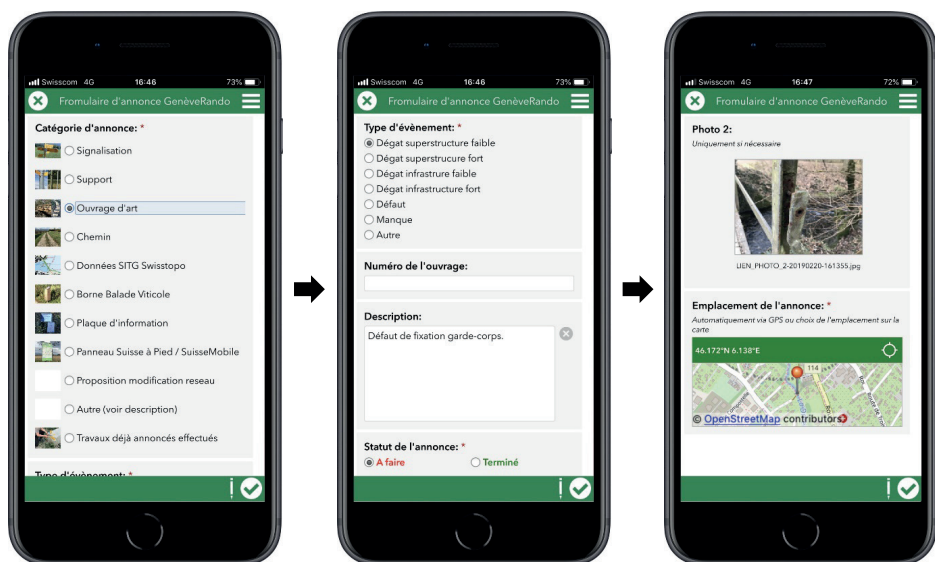 Swisscom 4G 16:46 73%
Fromulaire d'annonce GenèveRando
Catégorie d'annonce: *
Signalisation
Support
Ouvrage d'art
Chemin
Données SITG Swisstopo
Borne Balade Viticole
Plaque d'information
Panneau Suisse à Pied / SuisseMobile
Proposition modification reseau
Autre (voir description)
Travaux déjà annoncés effectués
Type d'évènement: *
Swisscom 4G 16:46 73%
Fromulaire d'annonce GenèveRando
Type d'évènement: *
Dégat superstructure faible
Dégat superstrucure fort
Dégat infrastrure faible
Dégat infrastructure fort
Défaut
Manque
Autre
Numéro de l'ouvrage:
Description:
Défaut de fixation garde-corps.
Statut de l'annonce: *
A faire Terminé
Swisscom 4G 16:47 72%
Fromulaire d'annonce GenèveRando
Photo 2:
Uniquement si nécessaire
LIEN_PHOTO_2-20190220-161355.jpg
Emplacement de l'annonce: *
Automatiquement via GPS ou choix de l'emplacement sur la
carte
46.172°N 6.138°E
114
© OpenStreetMap contributors